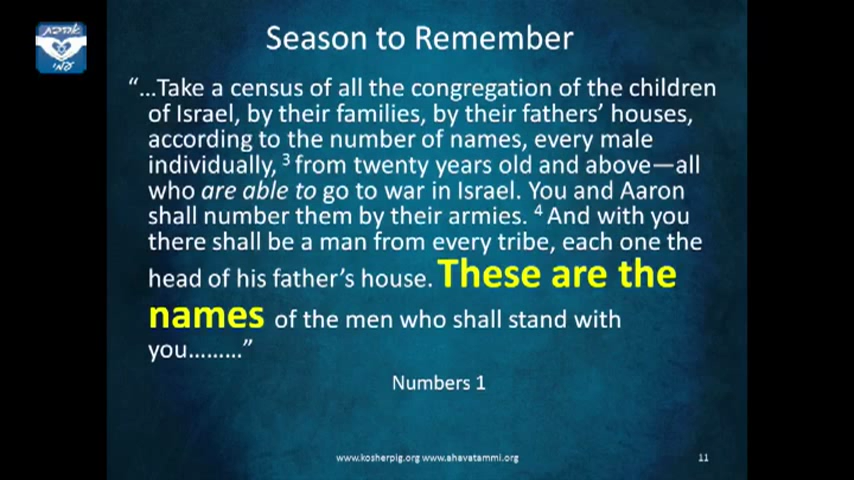 אהבת
עמי
Season to Remember
“…Take a census of all the congregation of the children
of Israel, by their families, by their fathers’ houses,
according to the number of names, every male
individually, ³ from twenty years old and above—all
who are able to go to war in Israel. You and Aaron
shall number them by their armies. ⁴ And with you
there shall be a man from every tribe, each one the
head of his father’s house. These are the
names of the men who shall stand with
you………”
Numbers 1
www.kosherpig.org www.ahavatammi.org
11